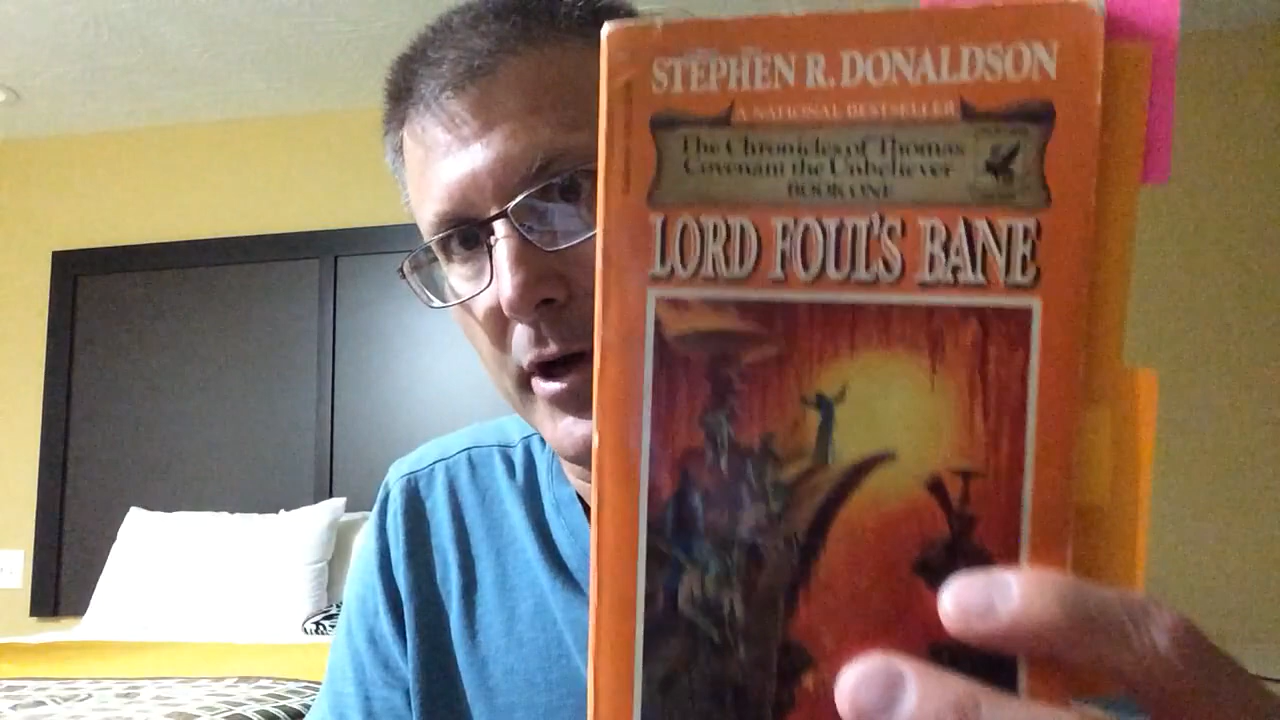 STEPHEN R. DONALDSON
A NATIONAL BESTSELLER
The Chronicles of Thomas
Covenant the Unbeliever
BOOK ONE
LORD FOUL'S BANE